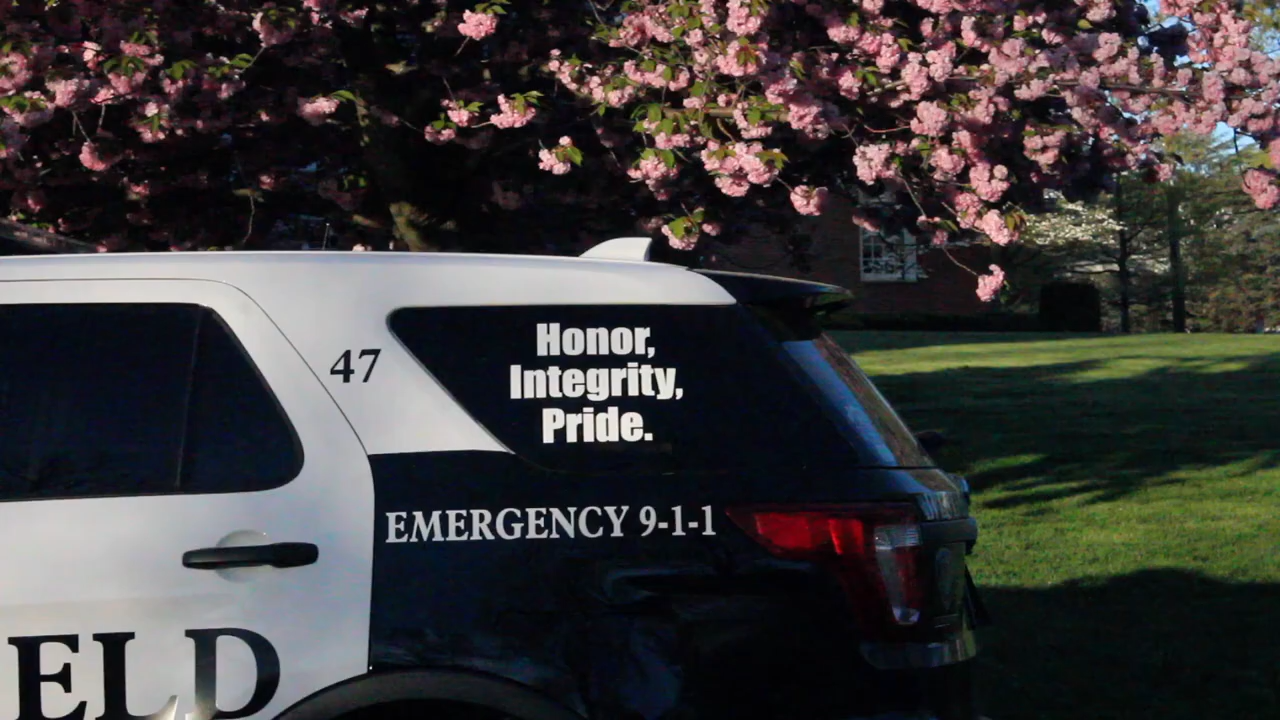 47
Honor,
Integrity,
Pride.
EMERGENCY 9-1-1
ELD